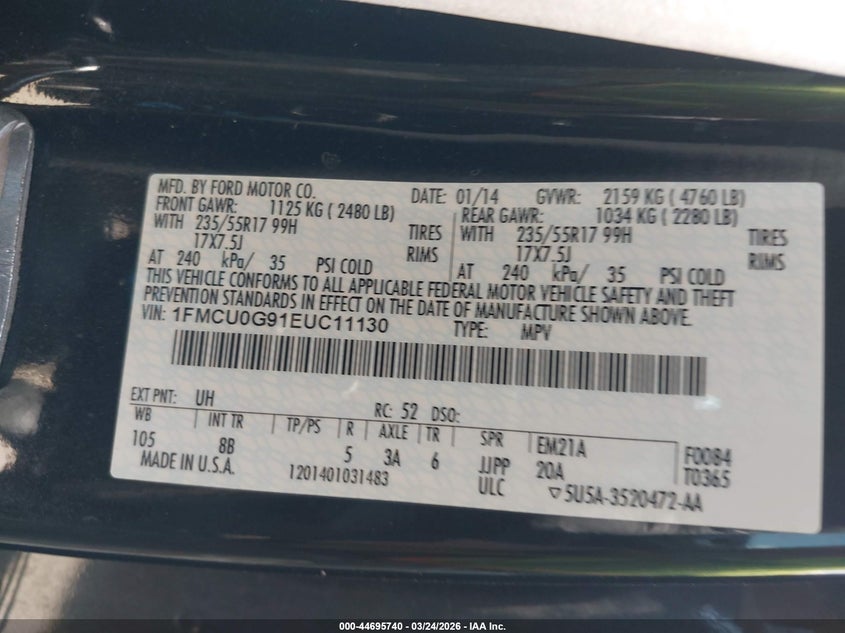 MFD. BY FORD MOTOR CO. DATE: 01/14 GVWR: 2159 KG ( 4760 LB)
FRONT GAWR: 1125 KG ( 2480 LB) REAR GAWR: 1034 KG ( 2280 LB)
WITH 235/55R17 99H TIRES WITH 235/55R17 99H TIRES
17X7.5J RIMS 17X7.5J RIMS
AT 240 kPa/ 35 PSI COLD AT 240 kPa/ 35 PSI COLD
THIS VEHICLE CONFORMS TO ALL APPLICABLE FEDERAL MOTOR VEHICLE SAFETY AND THEFT
PREVENTION STANDARDS IN EFFECT ON THE DATE OF MANUFACTURE SHOWN ABOVE.
VIN: 1FMCU0G91EUC11130 TYPE: MPV
EXT PNT: UH RC: 52 DSO:
WB INT TR TP/PS R AXLE TR SPR EM21A F0084
105 8B 5 3A 6 JJPP 20A T0365
MADE IN U.S.A. 1201401031483 ULC ▽5U5A-3520472-AA
000-44695740 - 03/24/2026 - IAA Inc.